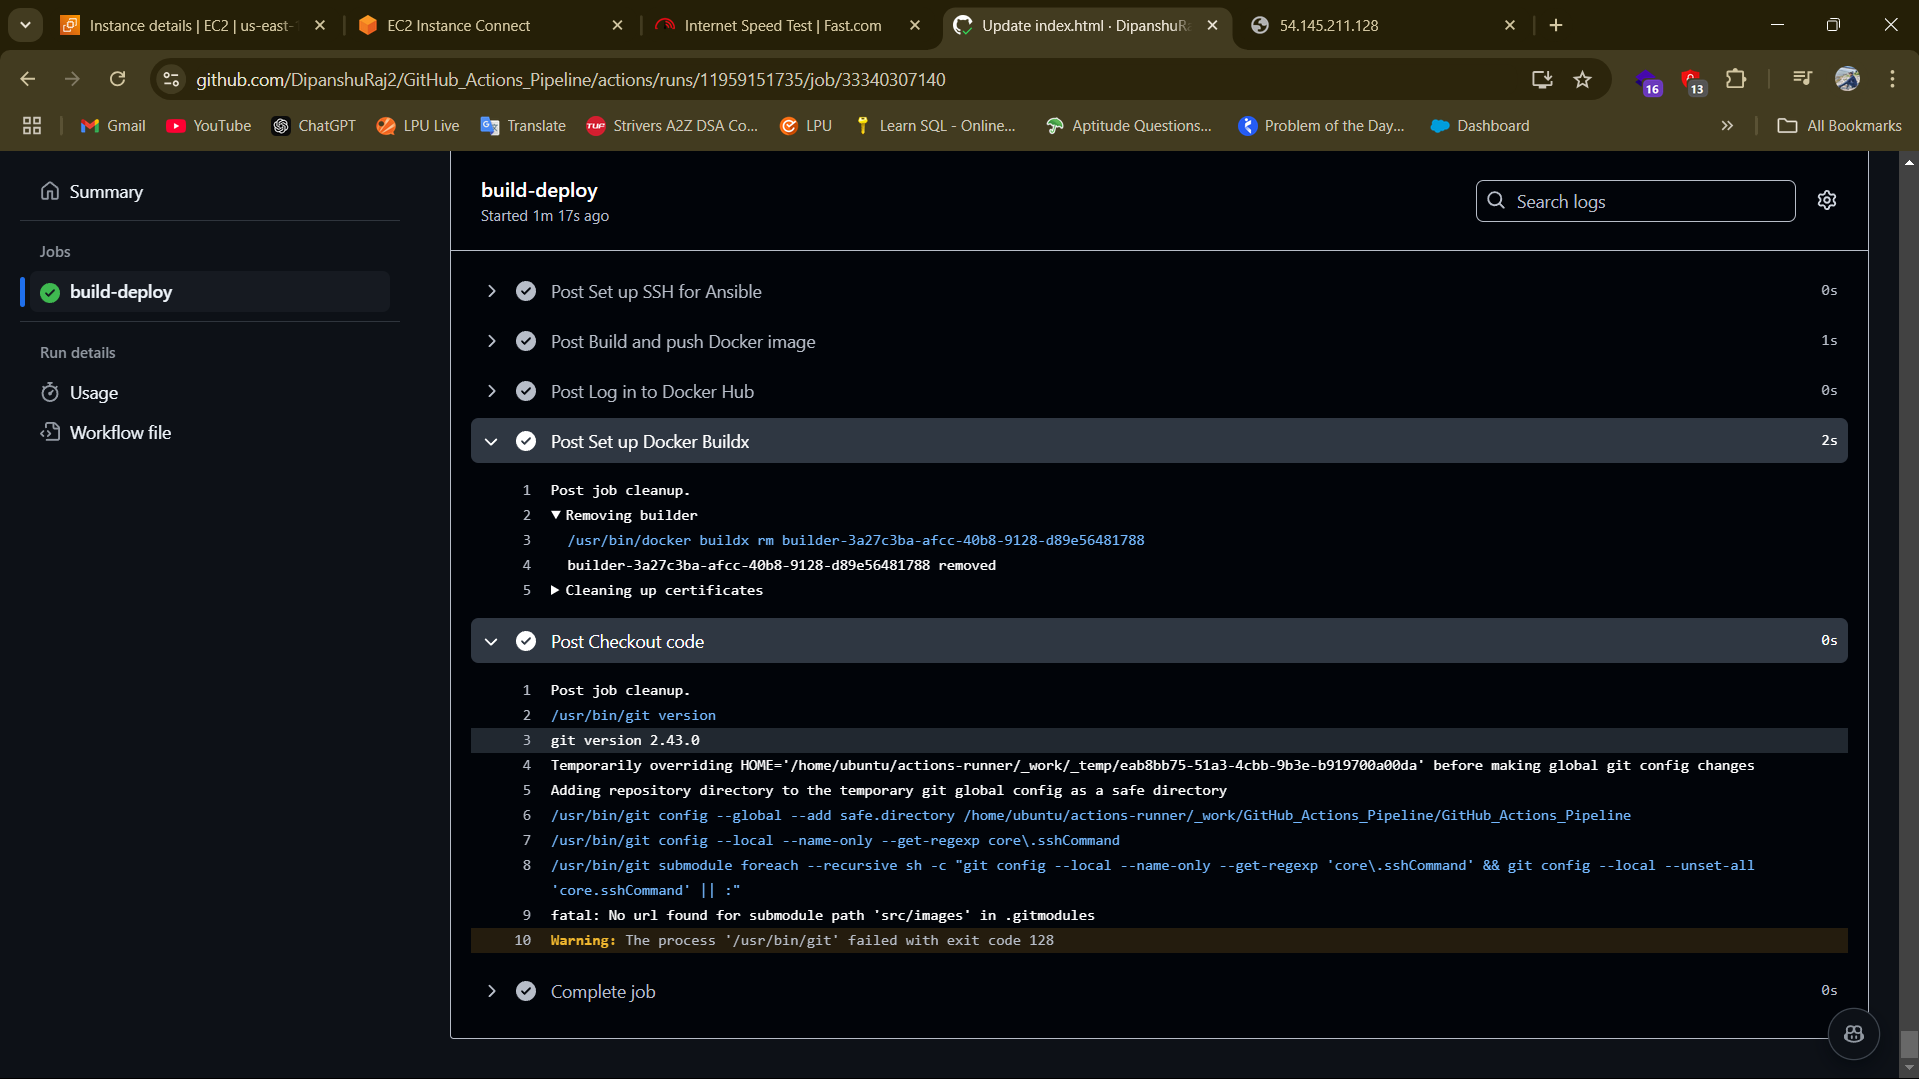 Instance details | EC2 | us-east-
EC2 Instance Connect
Internet Speed Test | Fast.com
Update index.html · DipanshuRa
54.145.211.128
github.com/DipanshuRaj2/GitHub_Actions_Pipeline/actions/runs/11959151735/job/33340307140
16
13
Gmail
YouTube
ChatGPT
LPU Live
Translate
TUF
Strivers A2Z DSA Co...
LPU
Learn SQL - Online...
Aptitude Questions...
Problem of the Day...
Dashboard
All Bookmarks
Summary
Jobs
build-deploy
Run details
Usage
Workflow file
build-deploy
Started 1m 17s ago
Search logs
Post Set up SSH for Ansible 0s
Post Build and push Docker image 1s
Post Log in to Docker Hub 0s
Post Set up Docker Buildx 2s
1 Post job cleanup.
2 Removing builder
3 /usr/bin/docker buildx rm builder-3a27c3ba-afcc-40b8-9128-d89e56481788
4 builder-3a27c3ba-afcc-40b8-9128-d89e56481788 removed
5 Cleaning up certificates
Post Checkout code 0s
1 Post job cleanup.
2 /usr/bin/git version
3 git version 2.43.0
4 Temporarily overriding HOME='/home/ubuntu/actions-runner/_work/_temp/eab8bb75-51a3-4cbb-9b3e-b919700a00da' before making global git config changes
5 Adding repository directory to the temporary git global config as a safe directory
6 /usr/bin/git config --global --add safe.directory /home/ubuntu/actions-runner/_work/GitHub_Actions_Pipeline/GitHub_Actions_Pipeline
7 /usr/bin/git config --local --name-only --get-regexp core\.sshCommand
8 /usr/bin/git submodule foreach --recursive sh -c "git config --local --name-only --get-regexp 'core\.sshCommand' && git config --local --unset-all
'core.sshCommand' || :"
9 fatal: No url found for submodule path 'src/images' in .gitmodules
10 Warning: The process '/usr/bin/git' failed with exit code 128
Complete job 0s